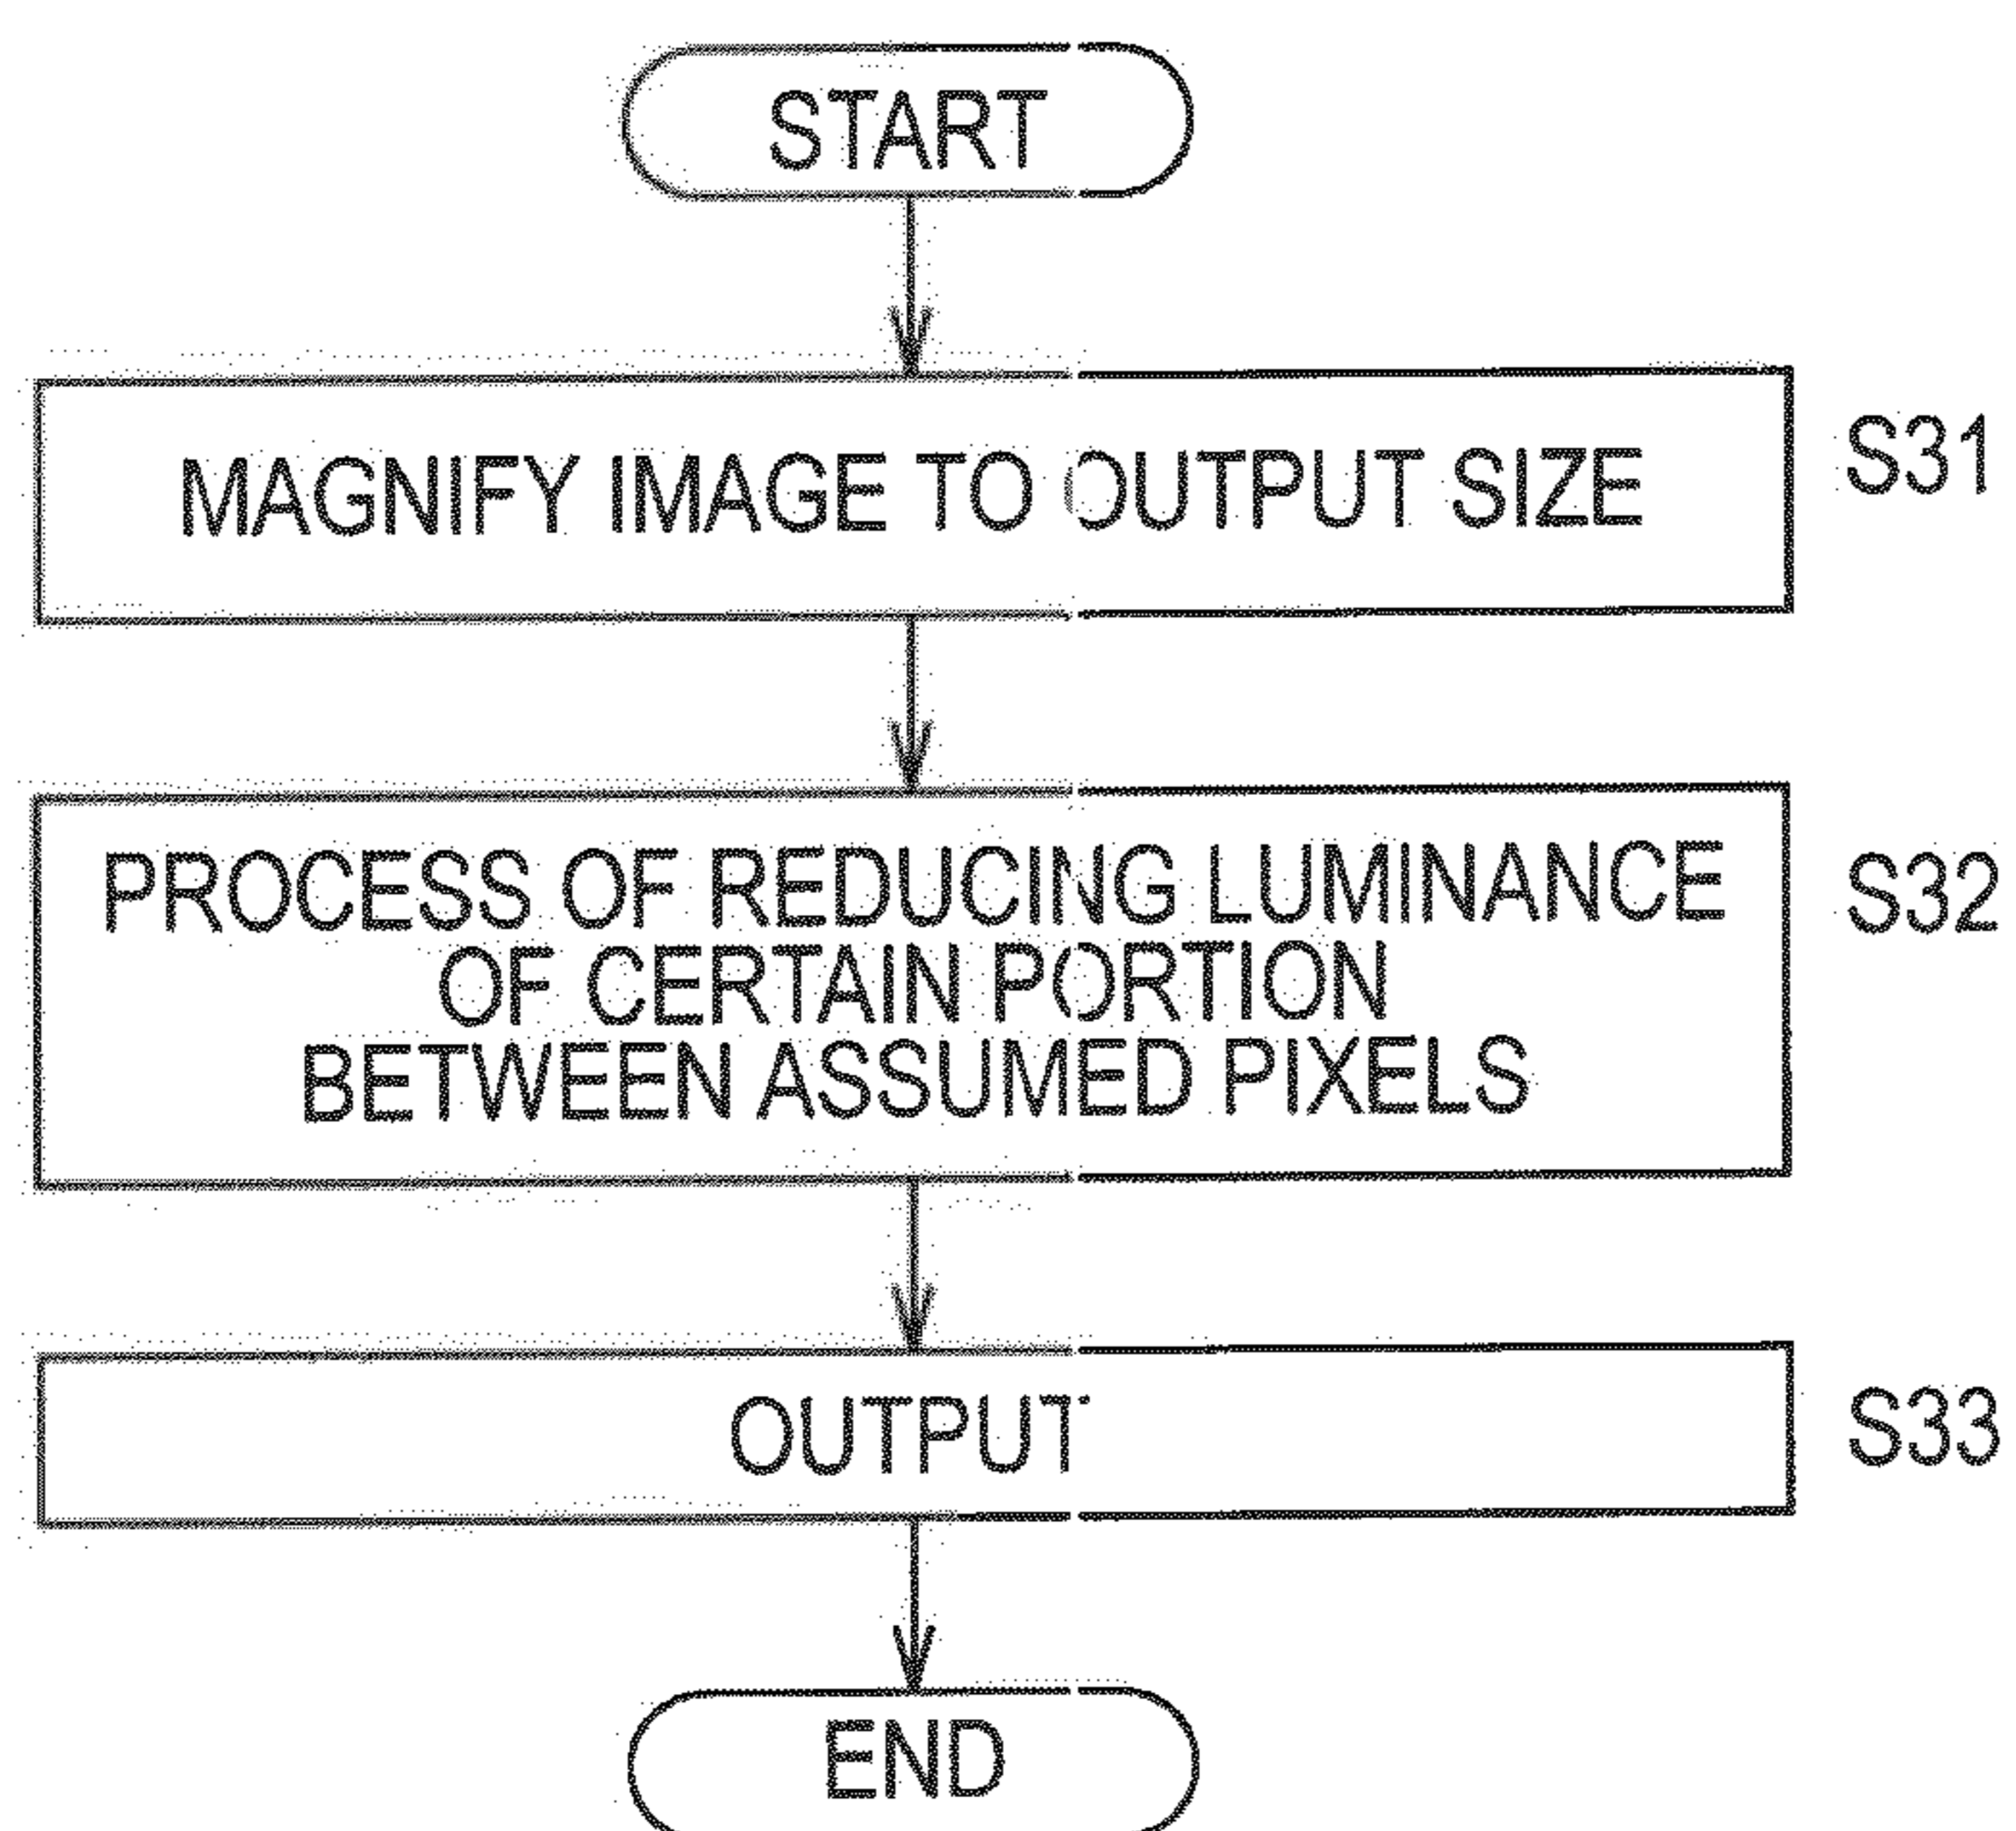 START
MAGNIFY IMAGE TO OUTPUT SIZE
S31
PROCESS OF REDUCING LUMINANCE
OF CERTAIN PORTION
BETWEEN ASSUMED PIXELS
S32
OUTPUT
S33
END